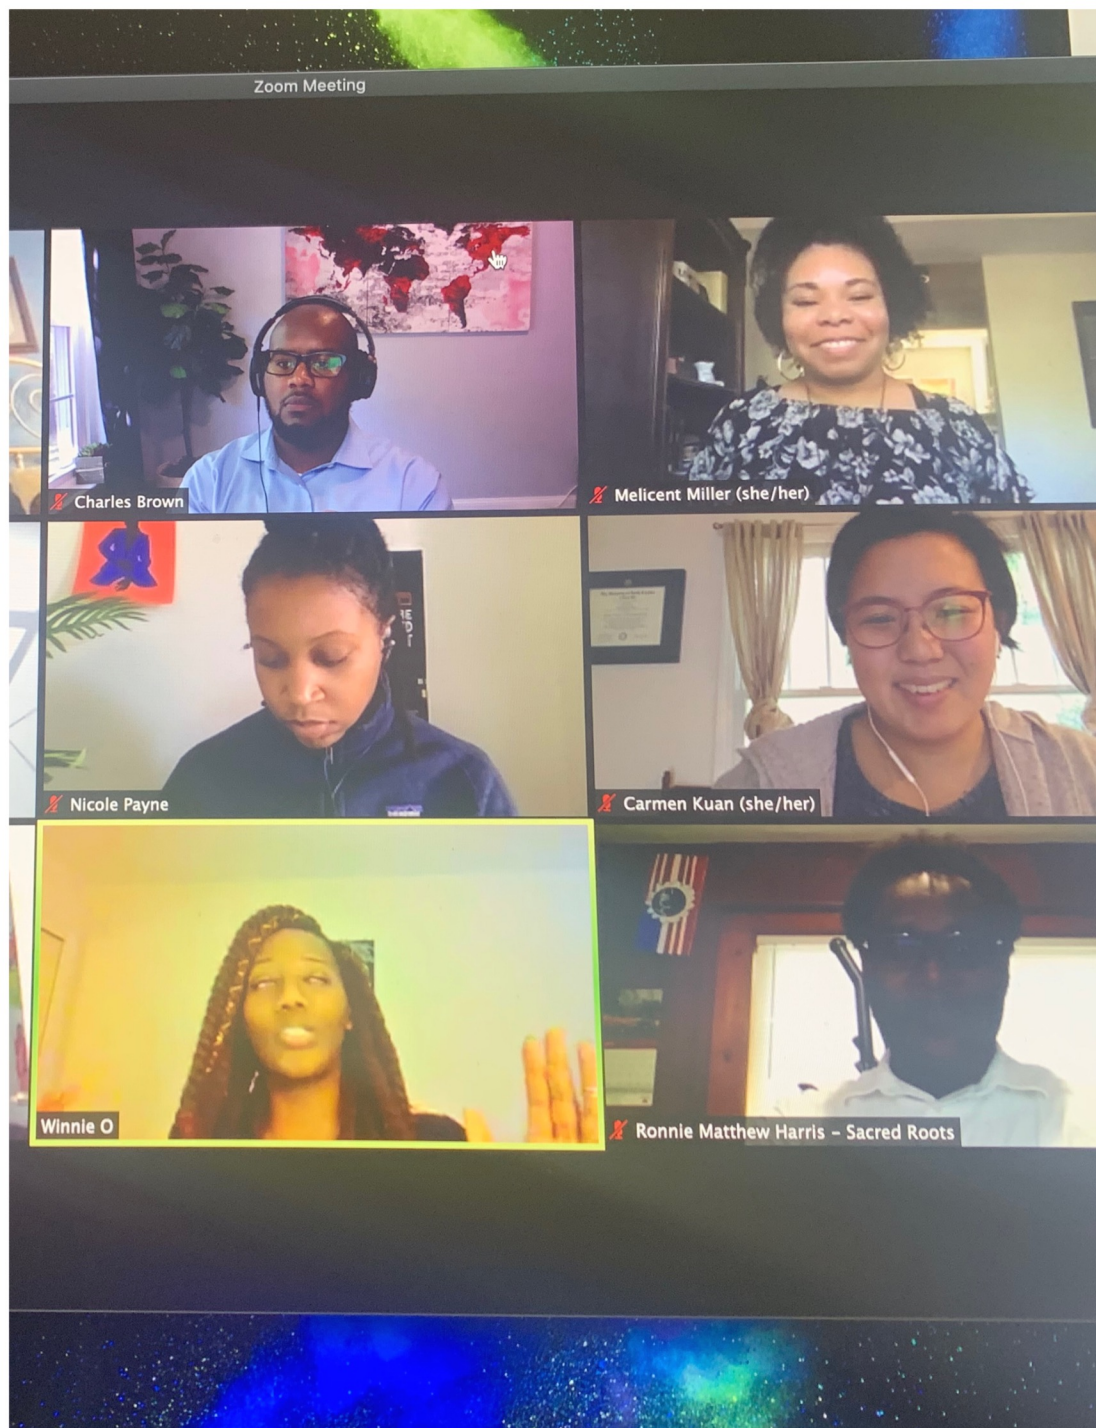 Zoom Meeting
Charles Brown
Melicent Miller (she/her)
Nicole Payne
Carmen Kuan (she/her)
Winnie O
Ronnie Matthew Harris – Sacred Roots